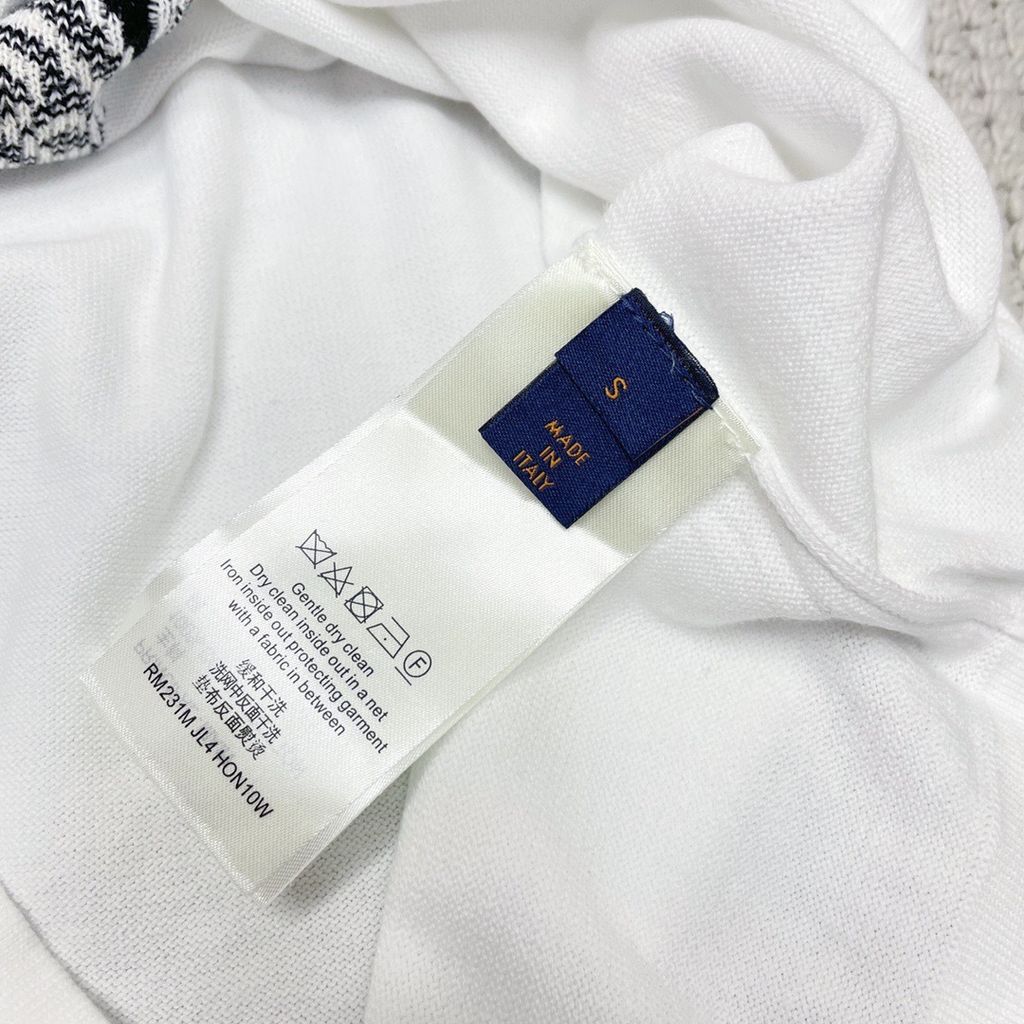 S
MADE
IN
ITALY
F
Gentle dry clean
Dry clean inside out in a net
Iron inside out protecting garment
with a fabric in between
缓和干洗
洗网中反面干洗
垫布反面熨烫
RM231M JL4 HON10W